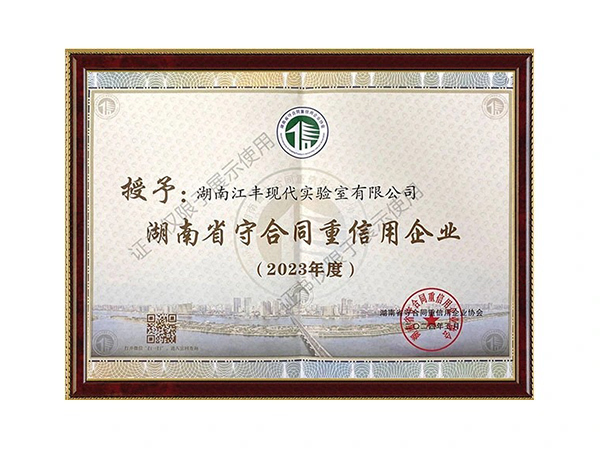 授予：湖南江丰现代实验室有限公司
湖南省守合同重信用企业
（2023年度）
湖南省守合同重信用企业协会